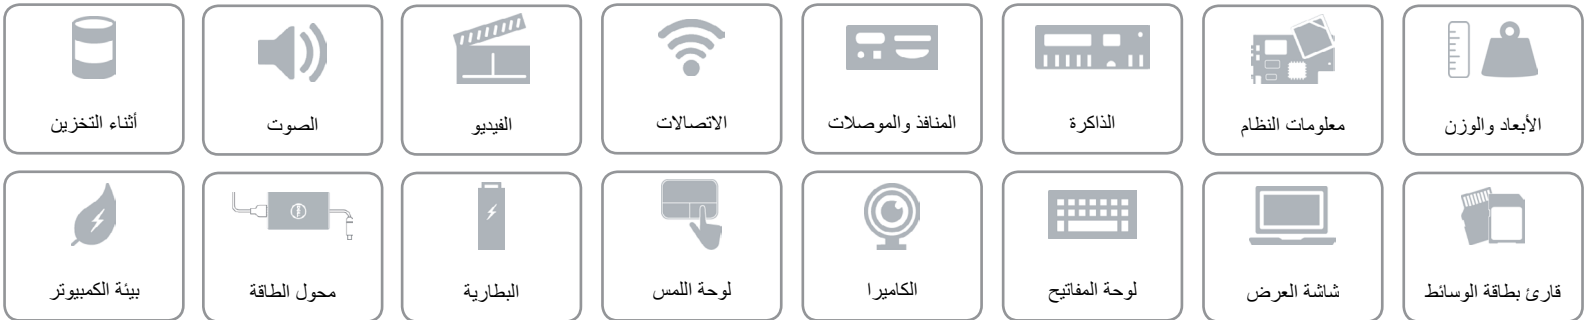 الأبعاد والوزن
معلومات النظام
الذاكرة
المنافذ والموصلات
الاتصالات
الفيديو
الصوت
أثناء التخزين
قارئ بطاقة الوسائط
شاشة العرض
لوحة المفاتيح
الكاميرا
لوحة اللمس
البطارية
محول الطاقة
بيئة الكمبيوتر